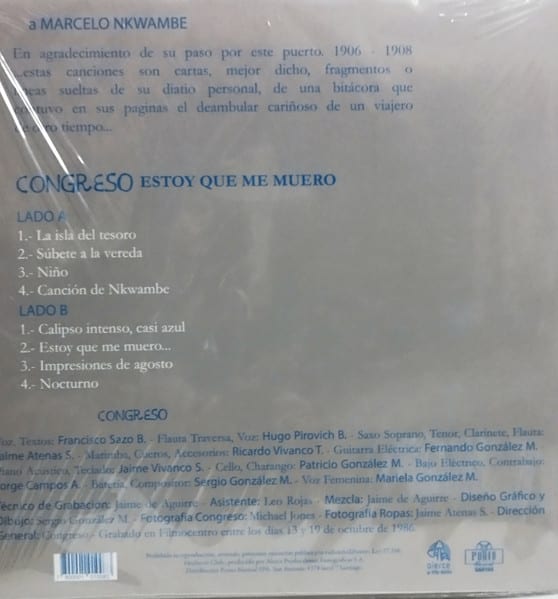 a MARCELO NKWAMBE
En agradecimiento de su paso por este puerto. 1906 - 1908
...estas canciones son cartas, mejor dicho, fragmentos o
líneas sueltas de su diatio personal, de una bitácora que
contuvo en sus paginas el deambular cariñoso de un viajero
de otro tiempo...
CONGRESO ESTOY QUE ME MUERO
LADO A
1.- La isla del tesoro
2.- Súbete a la vereda
3.- Niño
4.- Canción de Nkwambe
LADO B
1.- Calipso intenso, casi azul
2.- Estoy que me muero...
3.- Impresiones de agosto
4.- Nocturno
CONGRESO
Voz, Textos: Francisco Sazo B. - Flauta Traversa, Voz: Hugo Pirovich B. - Saxo Soprano, Tenor, Clarinete, Flauta:
Jaime Atenas S. - Marimba, Cueros, Accesorios: Ricardo Vivanco T. - Guitarra Eléctrica: Fernando González M.
Piano Acústico, Teclado: Jaime Vivanco S. - Cello, Charango: Patricio González M. - Bajo Eléctrico, Contrabajo:
Jorge Campos A. - Batería, Compositor: Sergio González M. - Voz Femenina: Mariela González M.
Técnico de Grabación: Jaime de Aguirre - Asistente: Leo Rojas - Mezcla: Jaime de Aguirre - Diseño Gráfico y
Dibujo: Sergio González M. - Fotografía Congreso: Michael Jones - Fotografía Ropas: Jaime Atenas S. - Dirección
General: Congreso - Grabado en Filmocentro entre los días 13 y 19 de octubre de 1986.